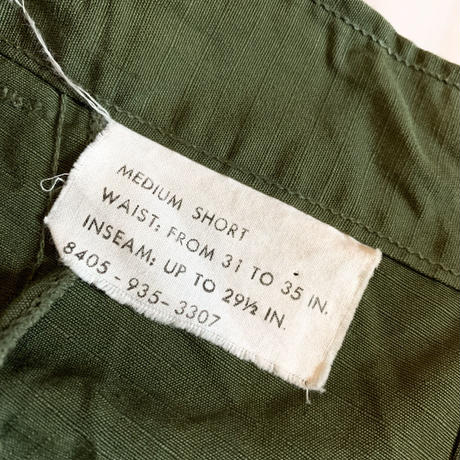 MEDIUM SHORT
WAIST: FROM 31 TO 35 IN.
INSEAM: UP TO 29½ IN.
8405-935-3307